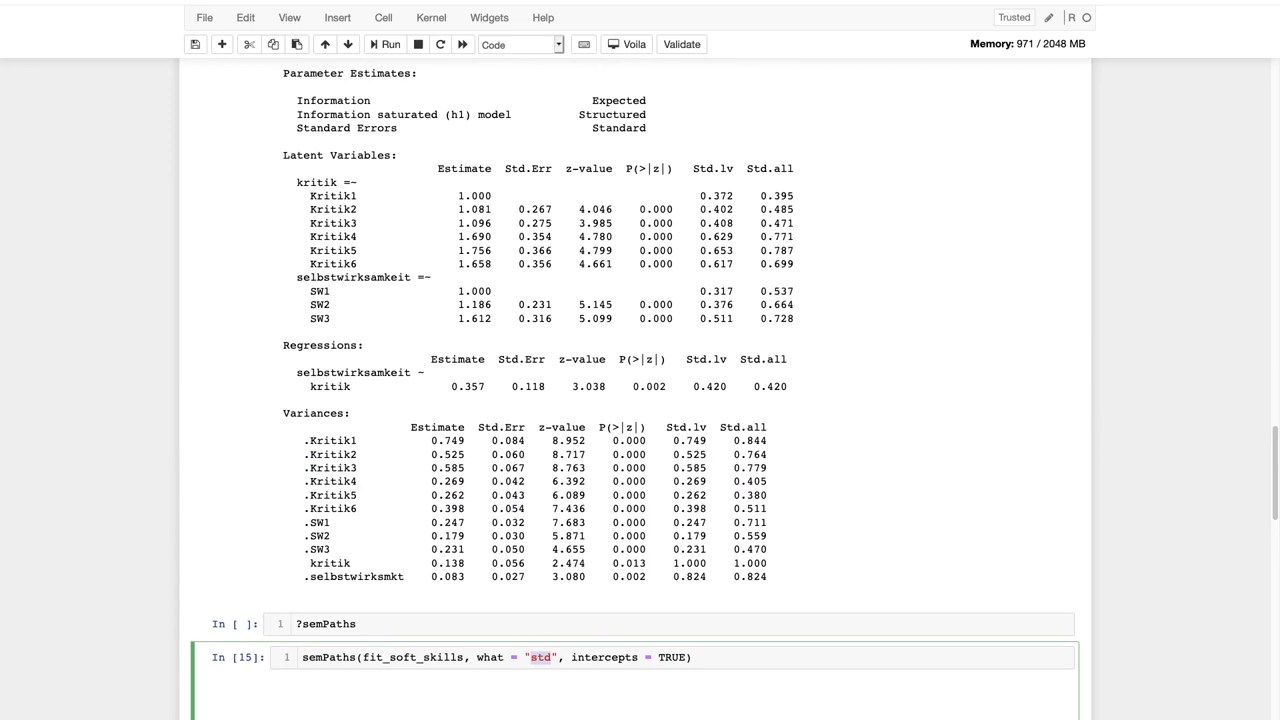 File Edit View Insert Cell Kernel Widgets Help Trusted R
Run Code Voila Validate Memory: 971 / 2048 MB
Parameter Estimates:
Information Expected
Information saturated (h1) model Structured
Standard Errors Standard
Latent Variables:
Estimate Std.Err z-value P(>|z|) Std.lv Std.all
kritik =~
Kritik1 1.000 0.372 0.395
Kritik2 1.081 0.267 4.046 0.000 0.402 0.485
Kritik3 1.096 0.275 3.985 0.000 0.408 0.471
Kritik4 1.690 0.354 4.780 0.000 0.629 0.771
Kritik5 1.756 0.366 4.799 0.000 0.653 0.787
Kritik6 1.658 0.356 4.661 0.000 0.617 0.699
selbstwirksamkeit =~
SW1 1.000 0.317 0.537
SW2 1.186 0.231 5.145 0.000 0.376 0.664
SW3 1.612 0.316 5.099 0.000 0.511 0.728
Regressions:
Estimate Std.Err z-value P(>|z|) Std.lv Std.all
selbstwirksamkeit ~
kritik 0.357 0.118 3.038 0.002 0.420 0.420
Variances:
Estimate Std.Err z-value P(>|z|) Std.lv Std.all
.Kritik1 0.749 0.084 8.952 0.000 0.749 0.844
.Kritik2 0.525 0.060 8.717 0.000 0.525 0.764
.Kritik3 0.585 0.067 8.763 0.000 0.585 0.779
.Kritik4 0.269 0.042 6.392 0.000 0.269 0.405
.Kritik5 0.262 0.043 6.089 0.000 0.262 0.380
.Kritik6 0.398 0.054 7.436 0.000 0.398 0.511
.SW1 0.247 0.032 7.683 0.000 0.247 0.711
.SW2 0.179 0.030 5.871 0.000 0.179 0.559
.SW3 0.231 0.050 4.655 0.000 0.231 0.470
kritik 0.138 0.056 2.474 0.013 1.000 1.000
.selbstwirksmkt 0.083 0.027 3.080 0.002 0.824 0.824
In [ ]: 1 ?semPaths
In [15]: 1 semPaths(fit_soft_skills, what = "std", intercepts = TRUE)